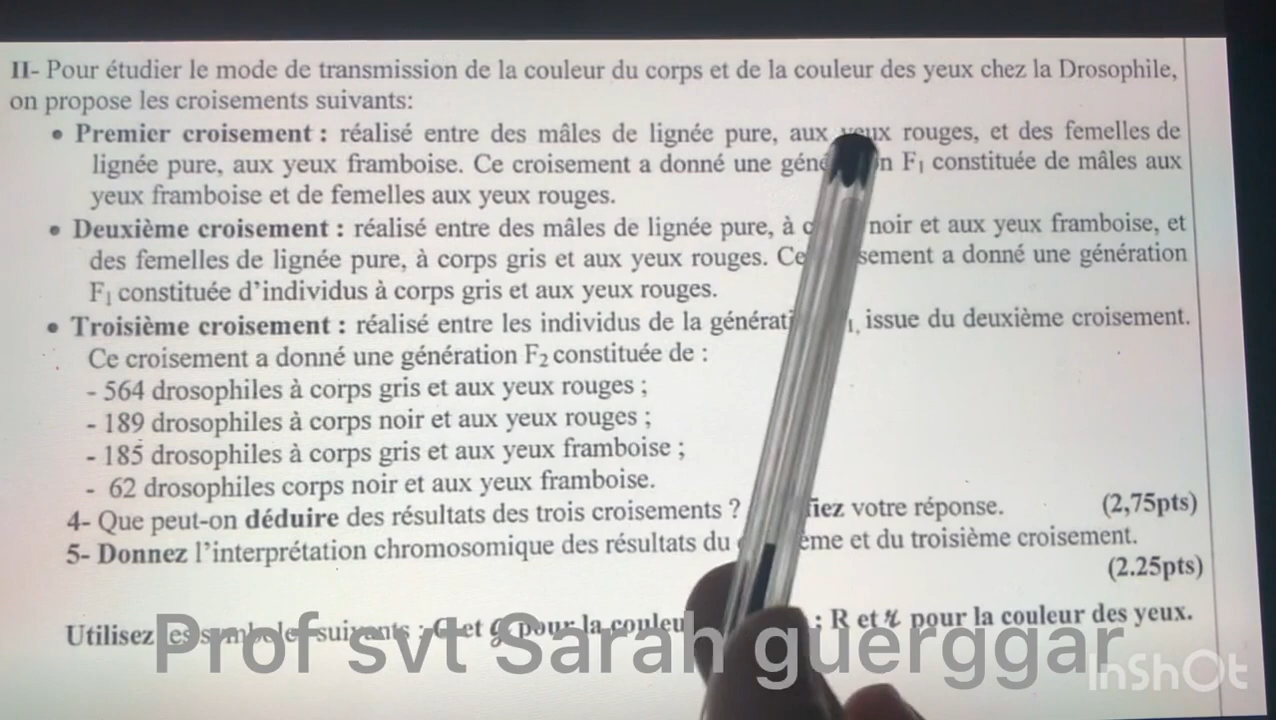 II- Pour étudier le mode de transmission de la couleur du corps et de la couleur des yeux chez la Drosophile,
on propose les croisements suivants:
• Premier croisement : réalisé entre des mâles de lignée pure, aux yeux rouges, et des femelles de
lignée pure, aux yeux framboise. Ce croisement a donné une F₁ constituée de mâles aux
yeux framboise et de femelles aux yeux rouges.
• Deuxième croisement : réalisé entre des mâles de lignée pure, à noir et aux yeux framboise, et
des femelles de lignée pure, à corps gris et aux yeux rouges. a donné une génération
F₁ constituée d'individus à corps gris et aux yeux rouges.
• Troisième croisement : réalisé entre les individus de la issue du deuxième croisement.
Ce croisement a donné une génération F₂ constituée de :
- 564 drosophiles à corps gris et aux yeux rouges ;
- 189 drosophiles à corps noir et aux yeux rouges ;
- 185 drosophiles à corps gris et aux yeux framboise ;
- 62 drosophiles corps noir et aux yeux framboise.
4- Que peut-on déduire des résultats des trois croisements ? votre réponse. (2,75pts)
5- Donnez l'interprétation chromosomique des résultats du et du troisième croisement.
(2.25pts)
Utilisez les symboles suivants : G et g pour la : R et r pour la couleur des yeux.
Prof svt Sarah guerggar
InShOt